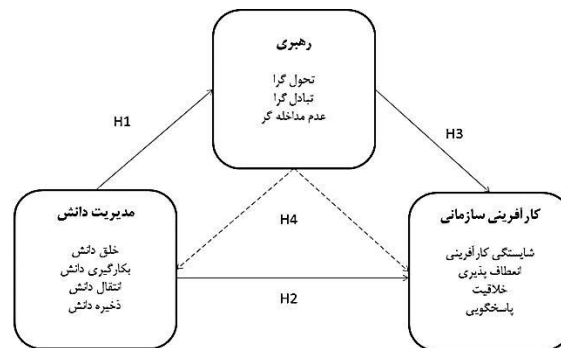 رهبری
تحول گرا
تبادل گرا
عدم مداخله گر
H1
H3
مدیریت دانش
خلق دانش
بکارگیری دانش
انتقال دانش
ذخیره دانش
H4
H2
کارآفرینی سازمانی
شایستگی کارآفرینی
انعطاف پذیری
خلاقیت
پاسخگویی